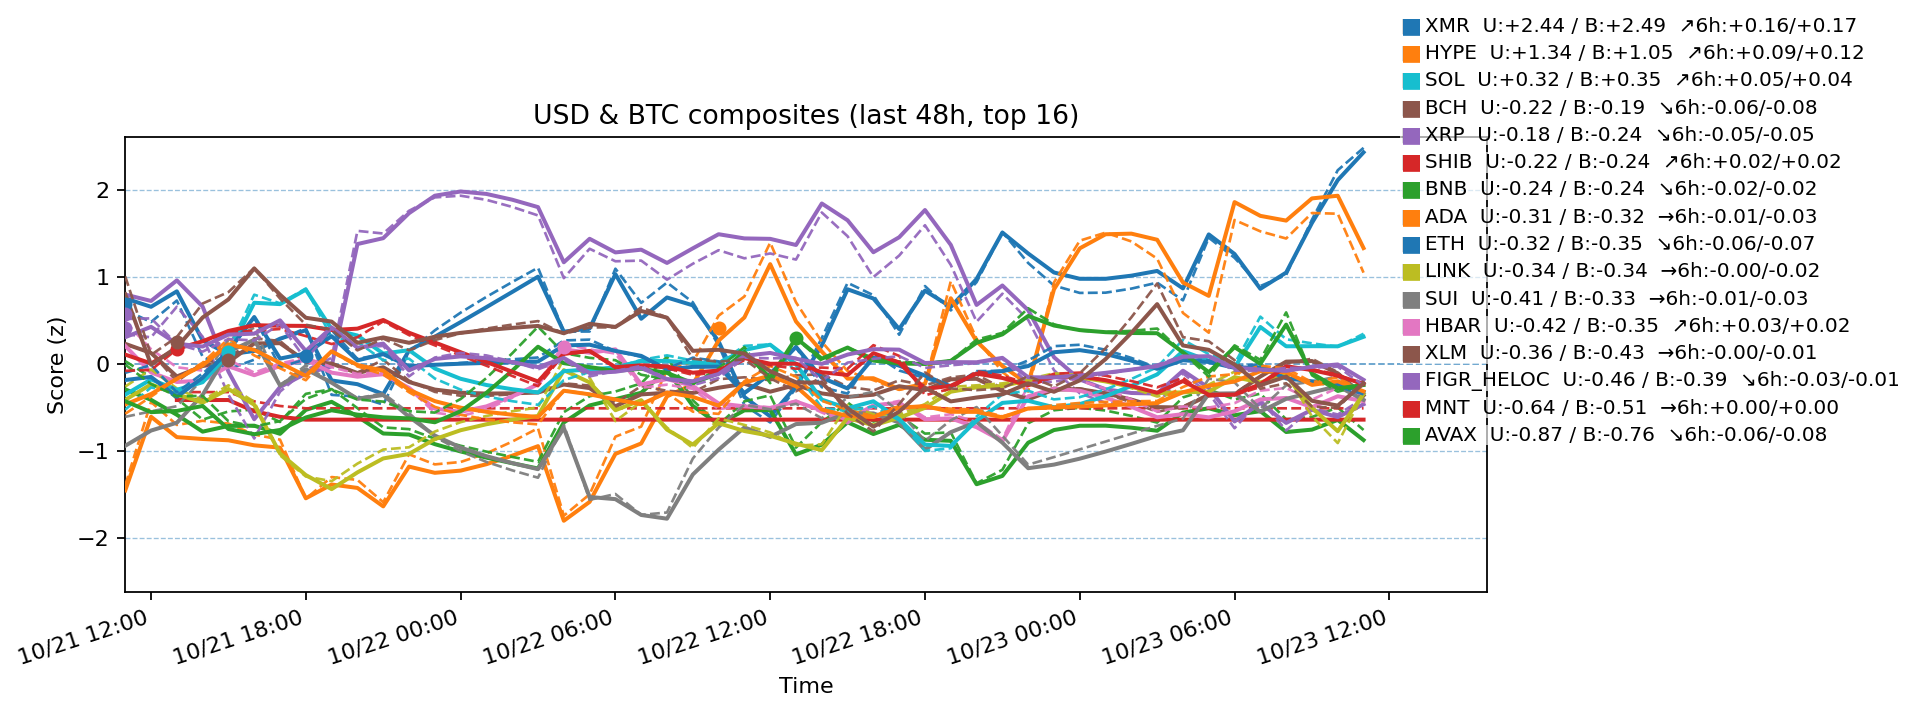 XMR U:+2.44 / B:+2.49 ↗6h:+0.16/+0.17
HYPE U:+1.34 / B:+1.05 ↗6h:+0.09/+0.12
SOL U:+0.32 / B:+0.35 ↗6h:+0.05/+0.04
BCH U:-0.22 / B:-0.19 ↘6h:-0.06/-0.08
XRP U:-0.18 / B:-0.24 ↘6h:-0.05/-0.05
SHIB U:-0.22 / B:-0.24 ↗6h:+0.02/+0.02
BNB U:-0.24 / B:-0.24 ↘6h:-0.02/-0.02
ADA U:-0.31 / B:-0.32 →6h:-0.01/-0.03
ETH U:-0.32 / B:-0.35 ↘6h:-0.06/-0.07
LINK U:-0.34 / B:-0.34 →6h:-0.00/-0.02
SUI U:-0.41 / B:-0.33 →6h:-0.01/-0.03
HBAR U:-0.42 / B:-0.35 ↗6h:+0.03/+0.02
XLM U:-0.36 / B:-0.43 →6h:-0.00/-0.01
FIGR_HELOC U:-0.46 / B:-0.39 ↘6h:-0.03/-0.01
MNT U:-0.64 / B:-0.51 →6h:+0.00/+0.00
AVAX U:-0.87 / B:-0.76 ↘6h:-0.06/-0.08
USD & BTC composites (last 48h, top 16)
Score (z)
2
1
0
−1
−2
10/21 12:00
10/21 18:00
10/22 00:00
10/22 06:00
10/22 12:00
10/22 18:00
10/23 00:00
10/23 06:00
10/23 12:00
Time